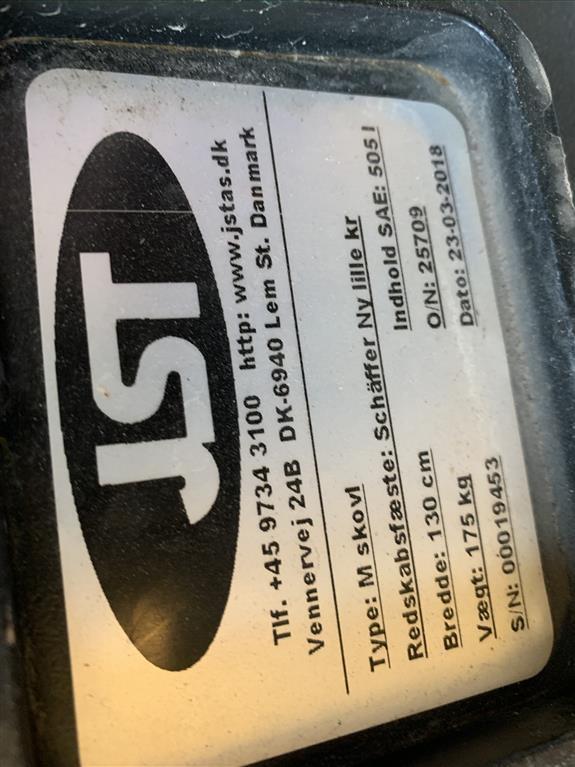 JST
Tlf. +45 9734 3100 http: www.jstas.dk
Vennervej 24B DK-6940 Lem St. Danmark
Type: M skovl
Redskabsfæste: Schäffer Ny lille kr
Bredde: 130 cm Indhold SAE: 505 l
Vægt: 175 kg O/N: 25709
S/N: 00019453 Dato: 23-03-2018